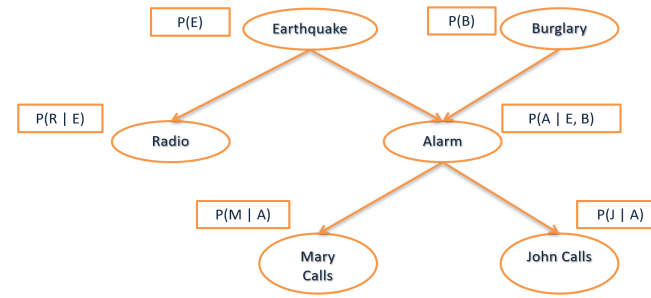 P(E)
Earthquake
P(B)
Burglary
P(R | E)
Radio
Alarm
P(A | E, B)
P(M | A)
P(J | A)
Mary
Calls
John Calls